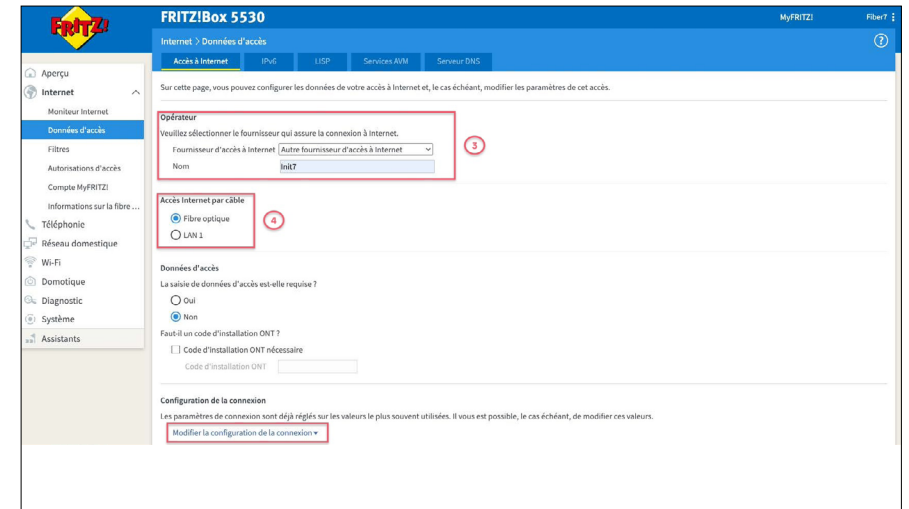 FRITZ!
FRITZ!Box 5530
MyFRITZ!
Fiber7
Internet > Données d'accès
?
Accès à Internet
IPv6
LISP
Services AVM
Serveur DNS
Aperçu
Internet
Moniteur Internet
Données d'accès
Filtres
Autorisations d'accès
Compte MyFRITZ!
Informations sur la fibre ...
Téléphonie
Réseau domestique
Wi-Fi
Domotique
Diagnostic
Système
Assistants
Sur cette page, vous pouvez configurer les données de votre accès à Internet et, le cas échéant, modifier les paramètres de cet accès.
Opérateur
Veuillez sélectionner le fournisseur qui assure la connexion à Internet.
Fournisseur d'accès à Internet Autre fournisseur d'accès à Internet
3
Nom Init7
Accès Internet par câble
Fibre optique
4
LAN 1
Données d'accès
La saisie de données d'accès est-elle requise ?
Oui
Non
Faut-il un code d'installation ONT ?
Code d'installation ONT nécessaire
Code d'installation ONT
Configuration de la connexion
Les paramètres de connexion sont déjà réglés sur les valeurs le plus souvent utilisées. Il vous est possible, le cas échéant, de modifier ces valeurs.
Modifier la configuration de la connexion